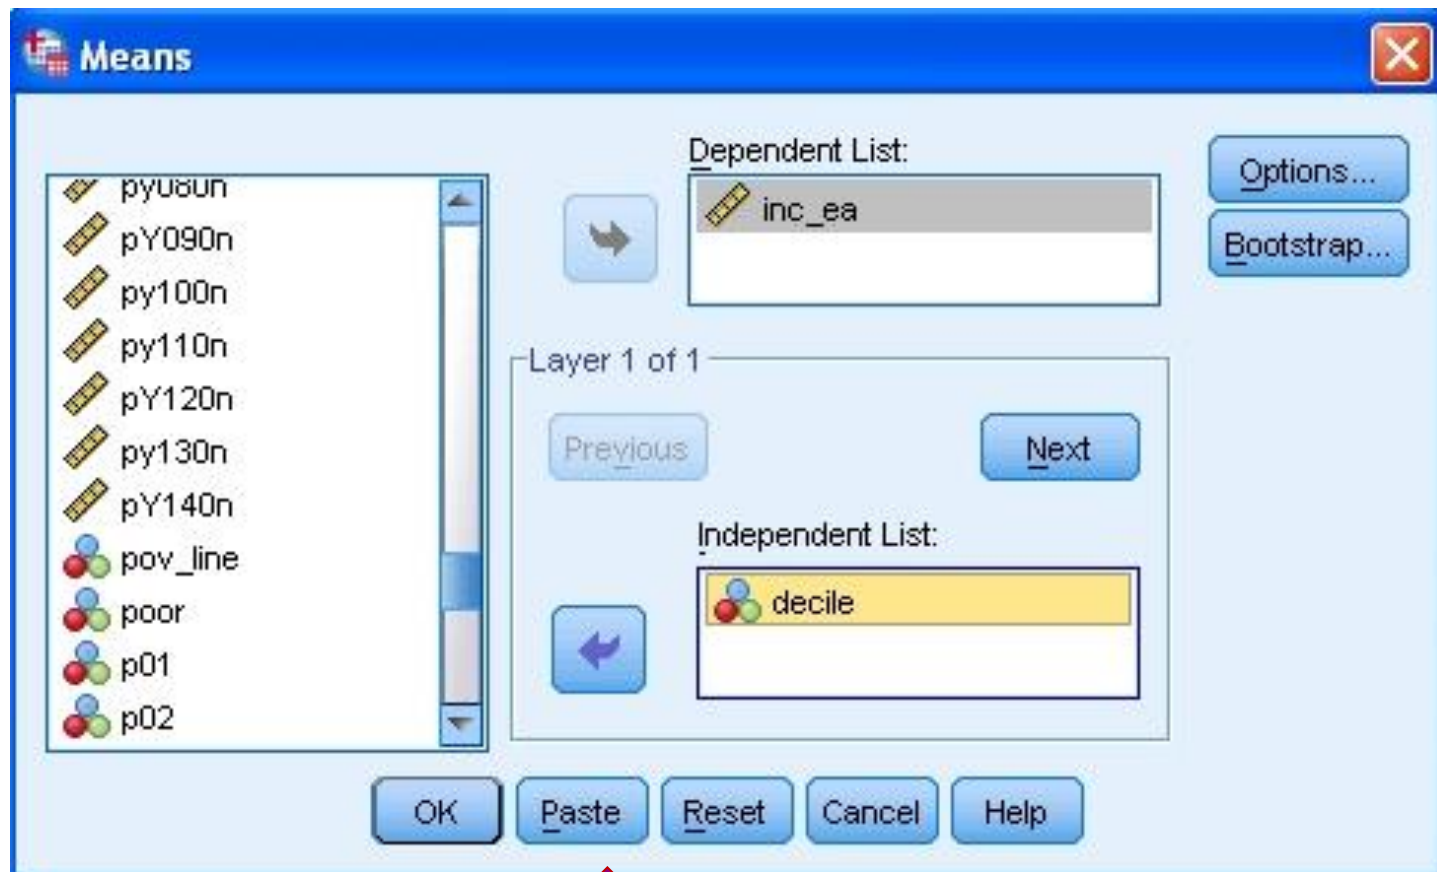 Means
Dependent List:
inc_ea
Options...
Bootstrap...
py080n
pY090n
py100n
py110n
pY120n
py130n
pY140n
pov_line
poor
p01
p02
Layer 1 of 1
Previous
Next
Independent List:
decile
OK
Paste
Reset
Cancel
Help